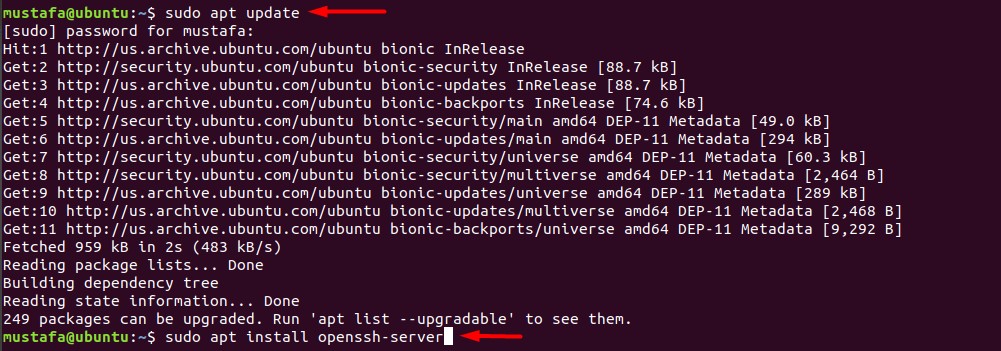 mustafa@ubuntu:~$ sudo apt update
[sudo] password for mustafa:
Hit:1 http://us.archive.ubuntu.com/ubuntu bionic InRelease
Get:2 http://security.ubuntu.com/ubuntu bionic-security InRelease [88.7 kB]
Get:3 http://us.archive.ubuntu.com/ubuntu bionic-updates InRelease [88.7 kB]
Get:4 http://us.archive.ubuntu.com/ubuntu bionic-backports InRelease [74.6 kB]
Get:5 http://security.ubuntu.com/ubuntu bionic-security/main amd64 DEP-11 Metadata [49.0 kB]
Get:6 http://us.archive.ubuntu.com/ubuntu bionic-updates/main amd64 DEP-11 Metadata [294 kB]
Get:7 http://security.ubuntu.com/ubuntu bionic-security/universe amd64 DEP-11 Metadata [60.3 kB]
Get:8 http://security.ubuntu.com/ubuntu bionic-security/multiverse amd64 DEP-11 Metadata [2,464 B]
Get:9 http://us.archive.ubuntu.com/ubuntu bionic-updates/universe amd64 DEP-11 Metadata [289 kB]
Get:10 http://us.archive.ubuntu.com/ubuntu bionic-updates/multiverse amd64 DEP-11 Metadata [2,468 B]
Get:11 http://us.archive.ubuntu.com/ubuntu bionic-backports/universe amd64 DEP-11 Metadata [9,292 B]
Fetched 959 kB in 2s (483 kB/s)
Reading package lists... Done
Building dependency tree
Reading state information... Done
249 packages can be upgraded. Run 'apt list --upgradable' to see them.
mustafa@ubuntu:~$ sudo apt install openssh-server